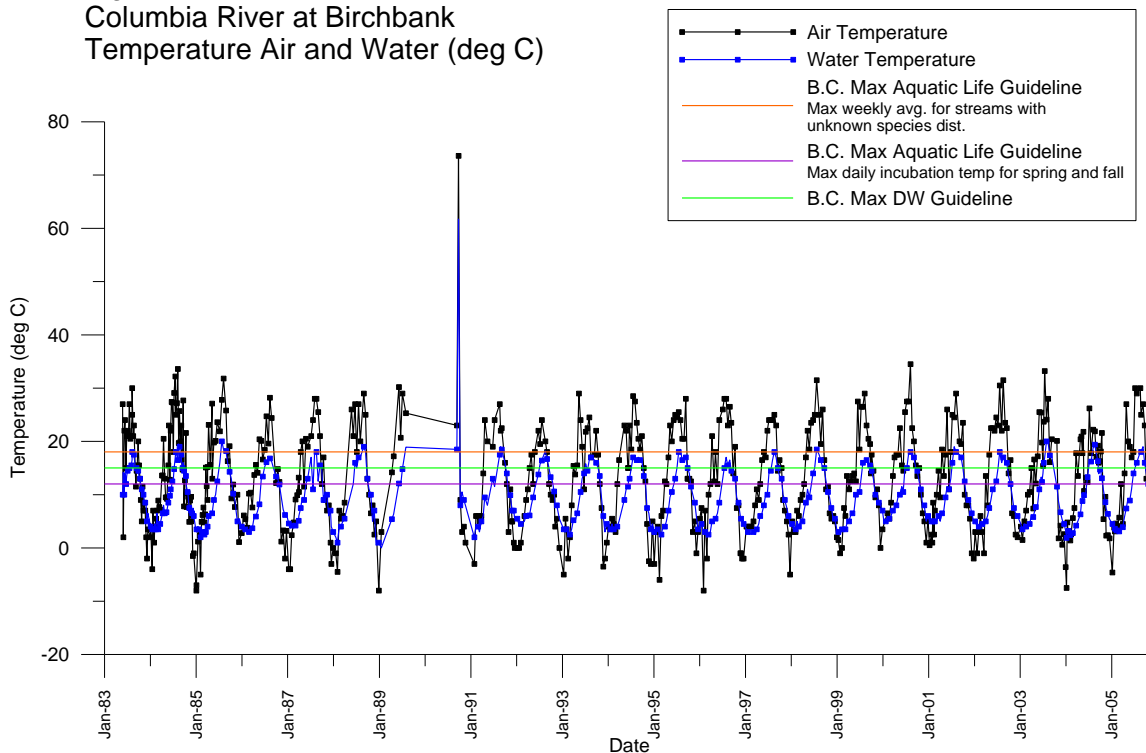 Columbia River at Birchbank
Temperature Air and Water (deg C)
Air Temperature
Water Temperature
B.C. Max Aquatic Life Guideline
Max weekly avg. for streams with
unknown species dist.
B.C. Max Aquatic Life Guideline
Max daily incubation temp for spring and fall
B.C. Max DW Guideline
Temperature (deg C)
80
60
40
20
0
-20
Jan-83
Jan-85
Jan-87
Jan-89
Jan-91
Jan-93
Jan-95
Jan-97
Jan-99
Jan-01
Jan-03
Jan-05
Date